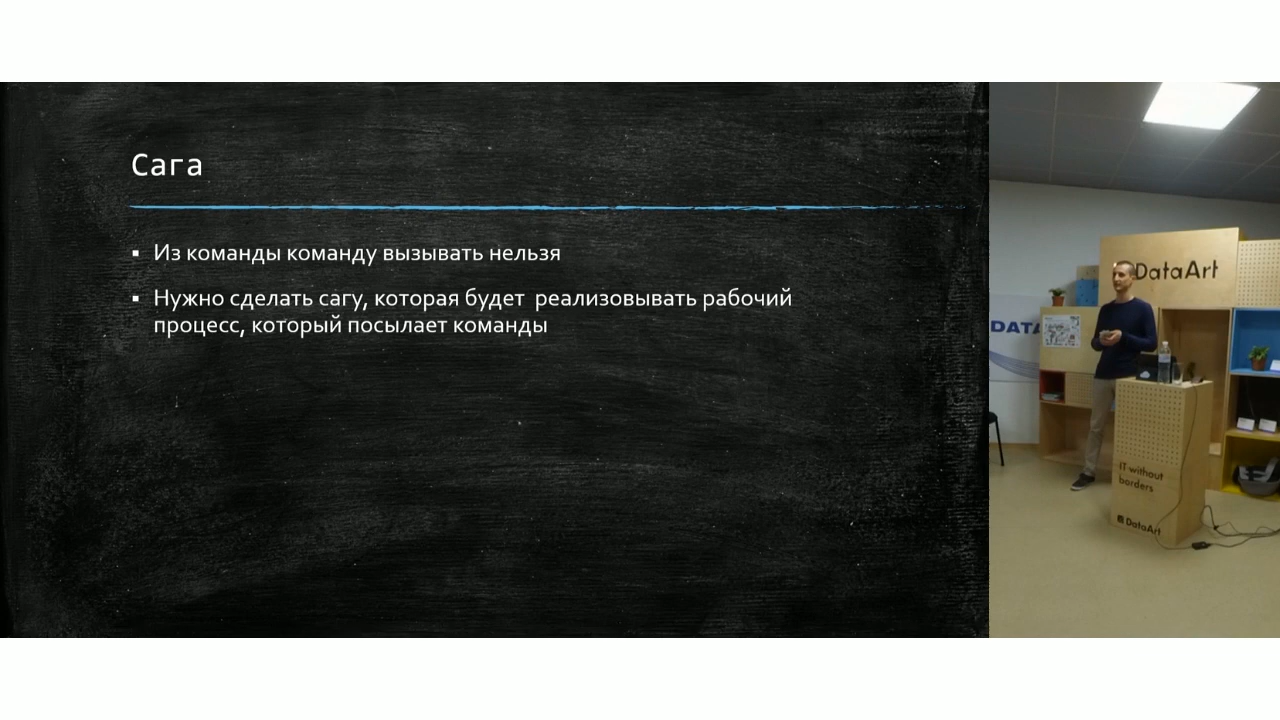 Сага
Из команды команду вызывать нельзя
Нужно сделать сагу, которая будет  реализовывать рабочий
процесс, который посылает команды
DataArt
DATA
IT without
borders
DataArt